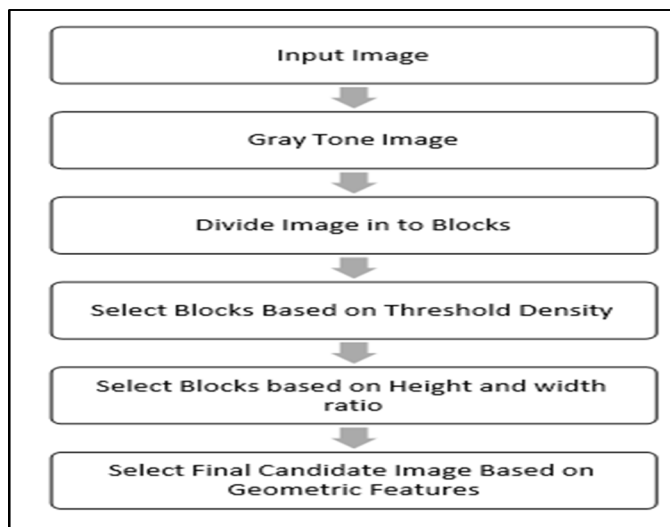 Input Image
Gray Tone Image
Divide Image in to Blocks
Select Blocks Based on Threshold Density
Select Blocks based on Height and width
ratio
Select Final Candidate Image Based on
Geometric Features